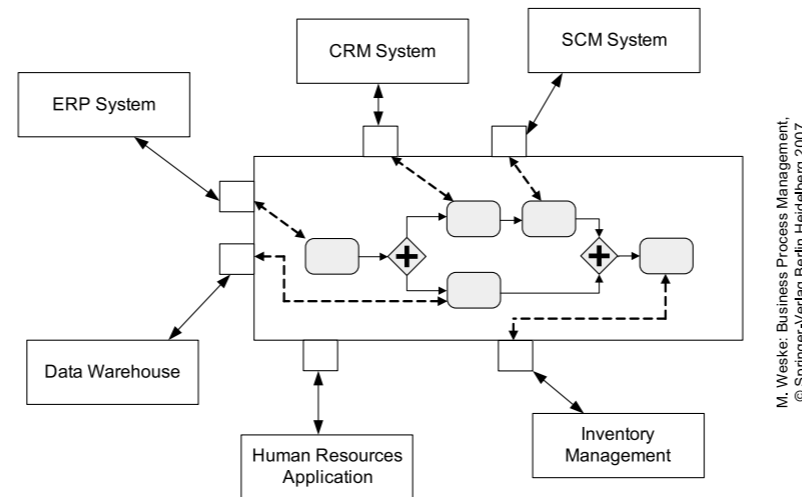 CRM System
SCM System
ERP System
Data Warehouse
Human Resources
Application
Inventory
Management
M. Weske: Business Process Management,
© Springer-Verlag Berlin Heidelberg 2007